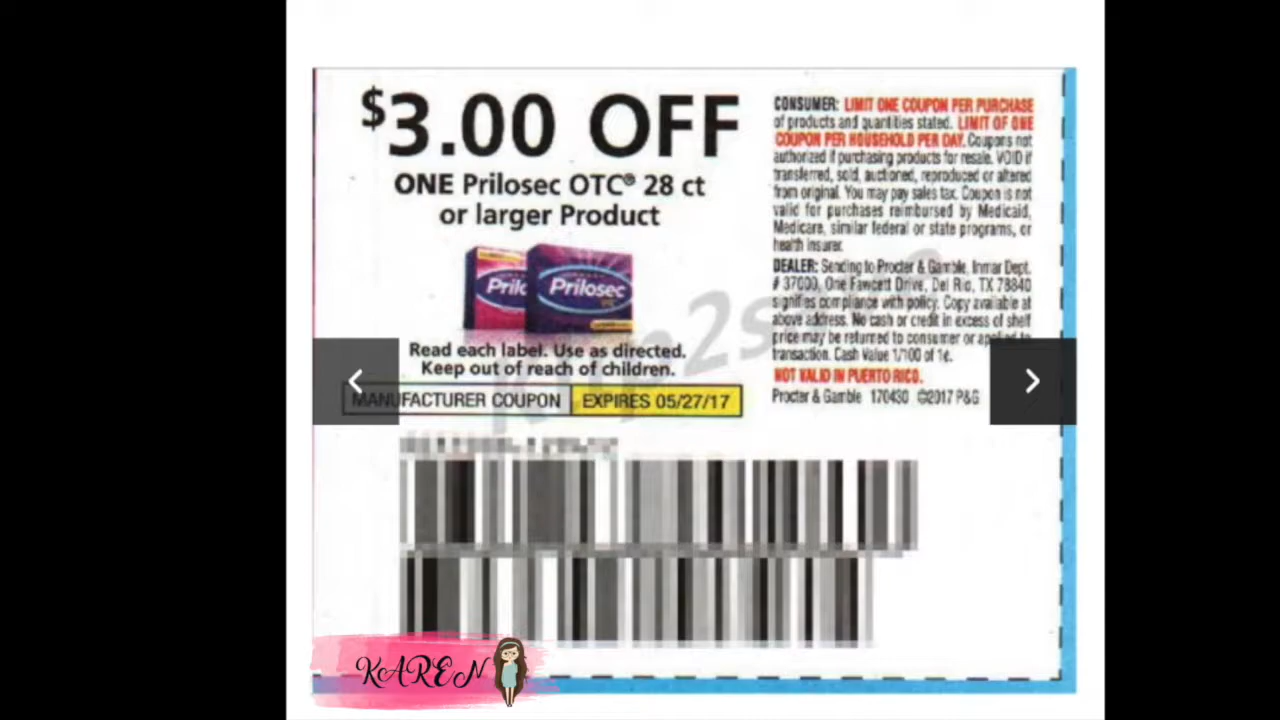 $3.00 OFF
ONE Prilosec OTC® 28 ct
or larger Product
Prilosec
Read each label. Use as directed.
Keep out of reach of children.
MANUFACTURER COUPON EXPIRES 05/27/17
CONSUMER: LIMIT ONE COUPON PER PURCHASE
of products and quantities stated. LIMIT OF ONE
COUPON PER HOUSEHOLD PER DAY. Coupons not
authorized if purchasing products for resale. VOID if
transferred, sold, auctioned, reproduced or altered
from original. You may pay sales tax. Coupon is not
valid for purchases reimbursed by Medicaid,
Medicare, similar federal or state programs, or
health insurer.
DEALER: Sending to Procter & Gamble, Inmar Dept.
# 37000, One Fawcett Drive, Del Rio, TX 78840
signifies compliance with policy. Copy available at
above address. No cash or credit in excess of shelf
price may be returned to consumer or applied to
transaction. Cash Value 1/100 of 1¢.
NOT VALID IN PUERTO RICO.
Procter & Gamble 170430 ©2017 P&G
KAREN